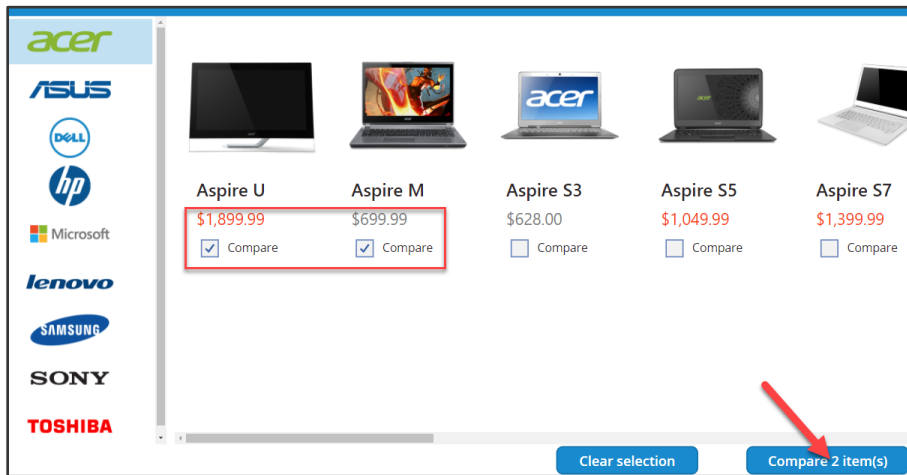 acer
ASUS
DELL
hp
Microsoft
lenovo
SAMSUNG
SONY
TOSHIBA
acer
Aspire U
$1,899.99
Compare
Aspire M
$699.99
Compare
Aspire S3
$628.00
Compare
Aspire S5
$1,049.99
Compare
Aspire S7
$1,399.99
Compare
Clear selection
Compare 2 item(s)